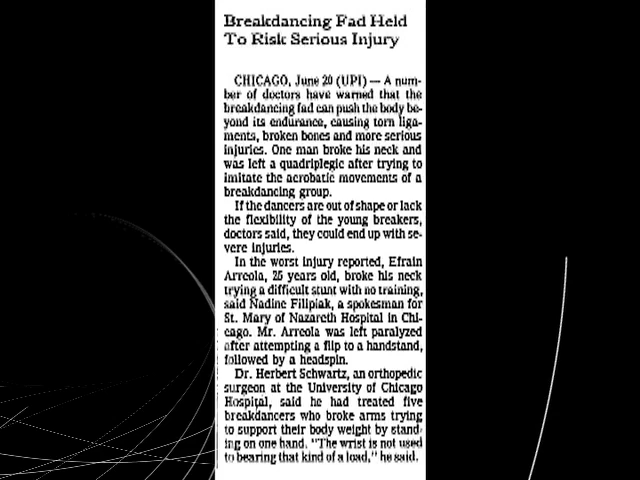 Breakdancing Fad Held
To Risk Serious Injury
CHICAGO, June 20 (UPI) — A num-
ber of doctors have warned that the
breakdancing fad can push the body be-
yond its endurance, causing torn liga-
ments, broken bones and more serious
injuries. One man broke his neck and
was left a quadriplegic after trying to
imitate the acrobatic movements of a
breakdancing group.
If the dancers are out of shape or lack
the flexibility of the young breakers,
doctors said, they could end up with se-
vere injuries.
In the worst injury reported, Efrain
Arreola, 25 years old, broke his neck
trying a difficult stunt with no training,
said Nadine Filipiak, a spokesman for
St. Mary of Nazareth Hospital in Chi-
cago. Mr. Arreola was left paralyzed
after attempting a flip to a handstand,
followed by a headspin.
Dr. Herbert Schwartz, an orthopedic
surgeon at the University of Chicago
Hospital, said he had treated five
breakdancers who broke arms trying
to support their body weight by stand-
ing on one hand. "The wrist is not used
to bearing that kind of a load," he said.